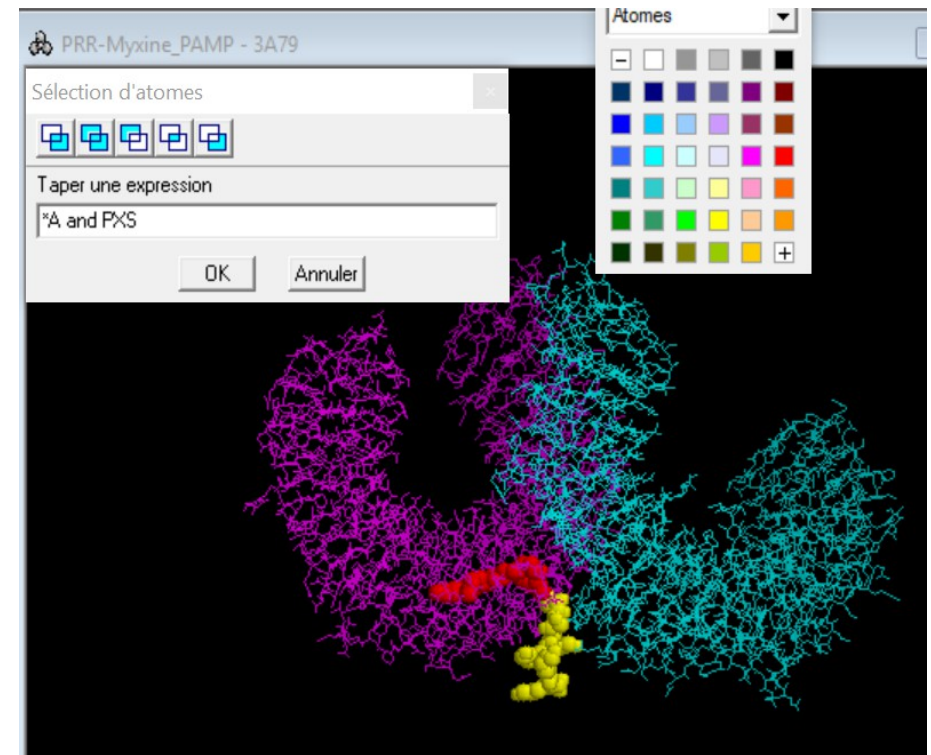 Atomes
PRR-Myxine_PAMP - 3A79
Sélection d'atomes
Taper une expression
*A and PXS
OK
Annuler